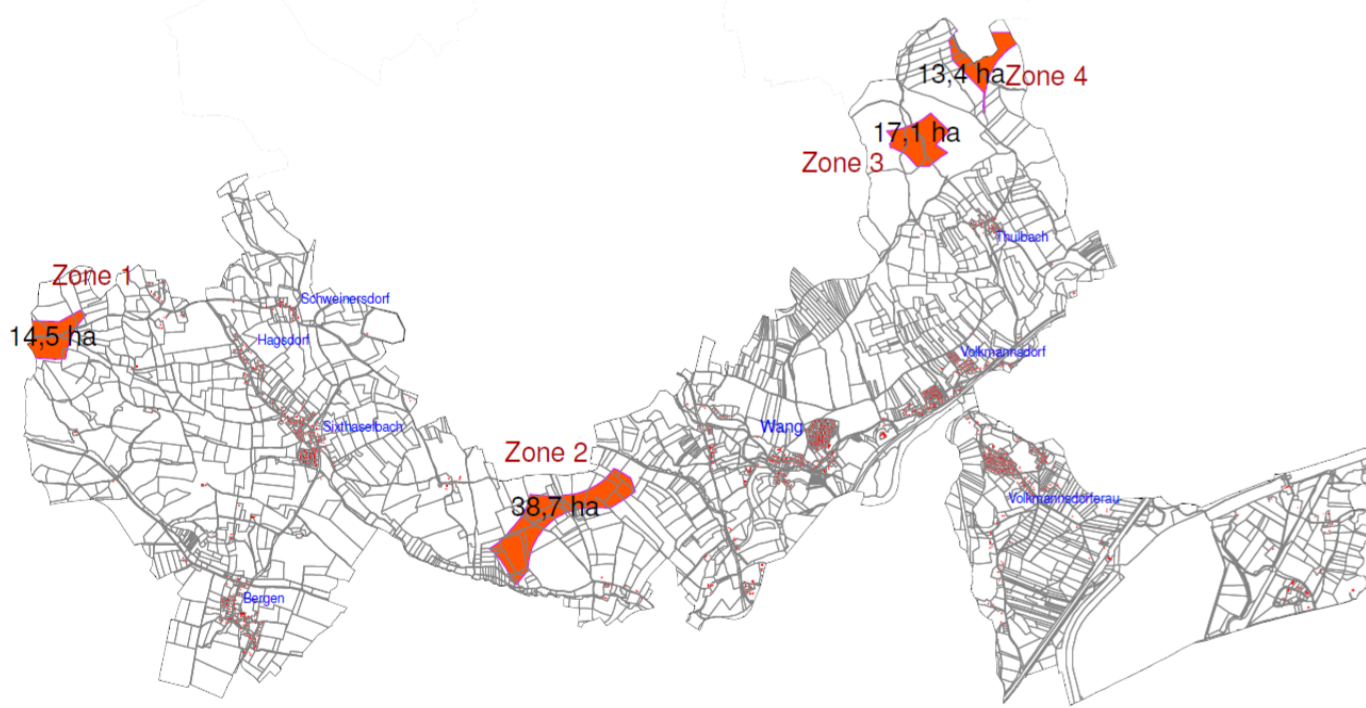 13,4 ha
Zone 4
17,1 ha
Zone 3
Thulbach
Zone 1
Schweinersdorf
14,5 ha
Hagsdorf
Volkmannsdorf
Sixthaselbach
Wang
Zone 2
38,7 ha
Volkmannsdorferau
Bergen